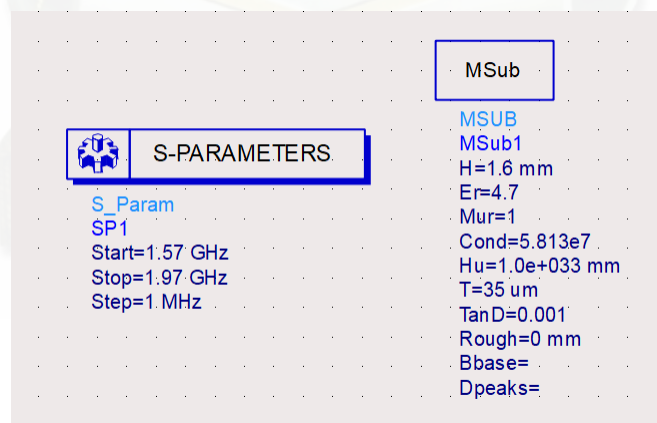 S-PARAMETERS
S_Param
SP1
Start=1.57 GHz
Stop=1.97 GHz
Step=1 MHz
MSub
MSUB
MSub1
H=1.6 mm
Er=4.7
Mur=1
Cond=5.813e7
Hu=1.0e+033 mm
T=35 um
TanD=0.001
Rough=0 mm
Bbase=
Dpeaks=